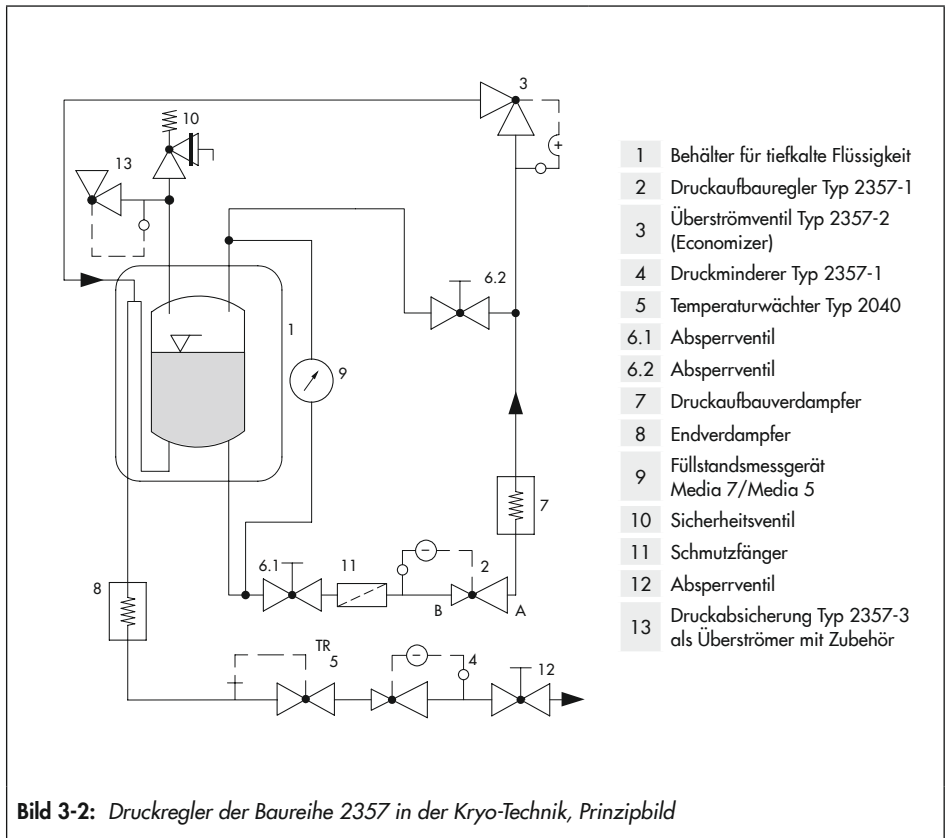 3
10
13
6.2
1
9
7
6.1
11
2
B
A
8
TR
5
4
12
1 Behälter für tiefkalte Flüssigkeit
2 Druckaufbauregler Typ 2357-1
3 Überströmventil Typ 2357-2
(Economizer)
4 Druckminderer Typ 2357-1
5 Temperaturwächter Typ 2040
6.1 Absperrventil
6.2 Absperrventil
7 Druckaufbauverdampfer
8 Endverdampfer
9 Füllstandsmessgerät
Media 7/Media 5
10 Sicherheitsventil
11 Schmutzfänger
12 Absperrventil
13 Druckabsicherung Typ 2357-3
als Überströmer mit Zubehör
Bild 3-2: Druckregler der Baureihe 2357 in der Kryo-Technik, Prinzipbild